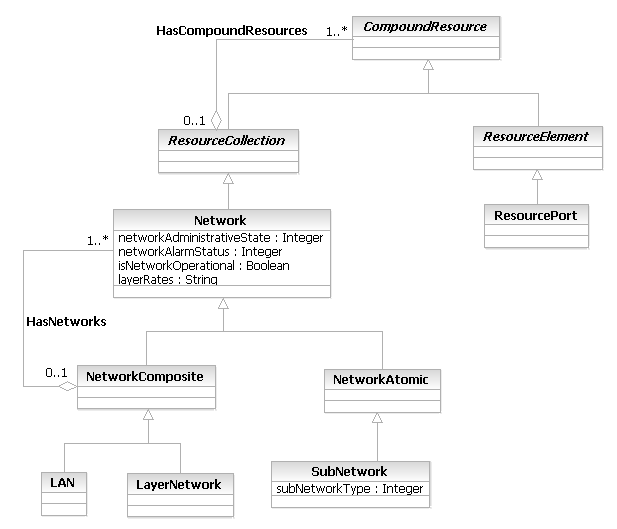 CompoundResource
HasCompoundResources
1..*
0..1
ResourceCollection
ResourceElement
ResourcePort
Network
networkAdministrativeState : Integer
networkAlarmStatus : Integer
isNetworkOperational : Boolean
layerRates : String
1..*
HasNetworks
0..1
NetworkComposite
NetworkAtomic
LAN
LayerNetwork
SubNetwork
subNetworkType : Integer